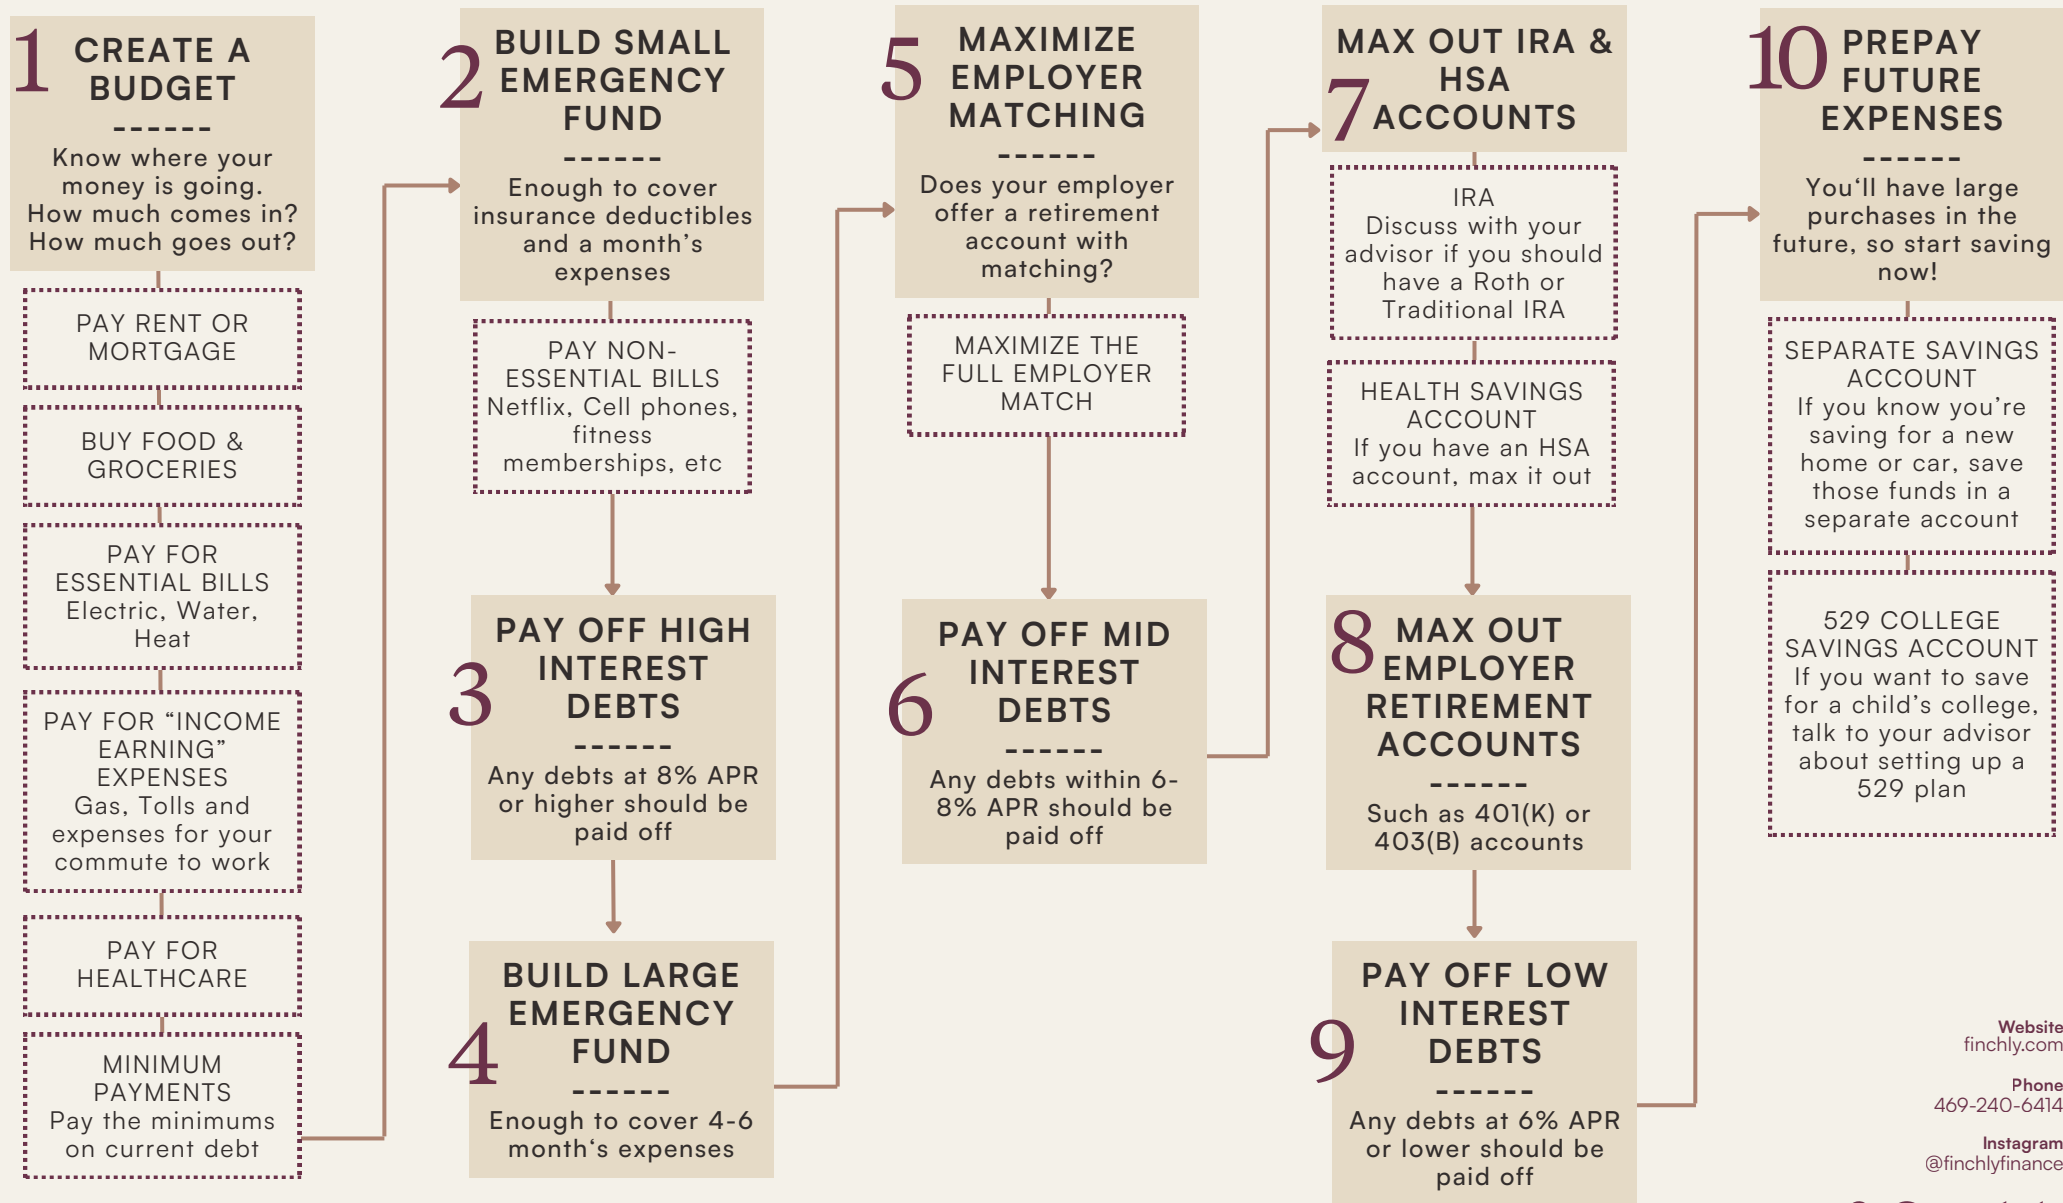 1
CREATE A
BUDGET
------
Know where your
money is going.
How much comes in?
How much goes out?
PAY RENT OR
MORTGAGE
BUY FOOD &
GROCERIES
PAY FOR
ESSENTIAL BILLS
Electric, Water,
Heat
PAY FOR “INCOME
EARNING”
EXPENSES
Gas, Tolls and
expenses for your
commute to work
PAY FOR
HEALTHCARE
MINIMUM
PAYMENTS
Pay the minimums
on current debt
2
BUILD SMALL
EMERGENCY
FUND
------
Enough to cover
insurance deductibles
and a month’s
expenses
PAY NON-
ESSENTIAL BILLS
Netflix, Cell phones,
fitness
memberships, etc
3
PAY OFF HIGH
INTEREST
DEBTS
------
Any debts at 8% APR
or higher should be
paid off
4
BUILD LARGE
EMERGENCY
FUND
------
Enough to cover 4-6
month‘s expenses
5
MAXIMIZE
EMPLOYER
MATCHING
------
Does your employer
offer a retirement
account with
matching?
MAXIMIZE THE
FULL EMPLOYER
MATCH
6
PAY OFF MID
INTEREST
DEBTS
------
Any debts within 6-
8% APR should be
paid off
7
MAX OUT IRA &
HSA
ACCOUNTS
IRA
Discuss with your
advisor if you should
have a Roth or
Traditional IRA
HEALTH SAVINGS
ACCOUNT
If you have an HSA
account, max it out
8
MAX OUT
EMPLOYER
RETIREMENT
ACCOUNTS
------
Such as 401(K) or
403(B) accounts
9
PAY OFF LOW
INTEREST
DEBTS
------
Any debts at 6% APR
or lower should be
paid off
10
PREPAY
FUTURE
EXPENSES
------
You‘ll have large
purchases in the
future, so start saving
now!
SEPARATE SAVINGS
ACCOUNT
If you know you’re
saving for a new
home or car, save
those funds in a
separate account
529 COLLEGE
SAVINGS ACCOUNT
If you want to save
for a child’s college,
talk to your advisor
about setting up a
529 plan
Website
finchly.com
Phone
469-240-6414
Instagram
@finchlyfinance